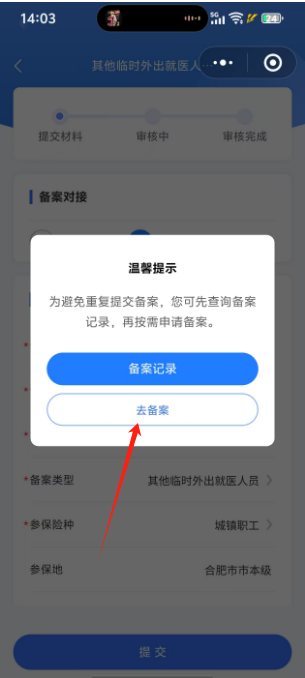 14:03
5G
24
其他临时外出就医人
提交材料
审核中
审核完成
备案对接
温馨提示
为避免重复提交备案，您可先查询备案
记录，再按需申请备案。
备案记录
去备案
*备案类型
其他临时外出就医人员
*参保险种
城镇职工
参保地
合肥市市本级
提交